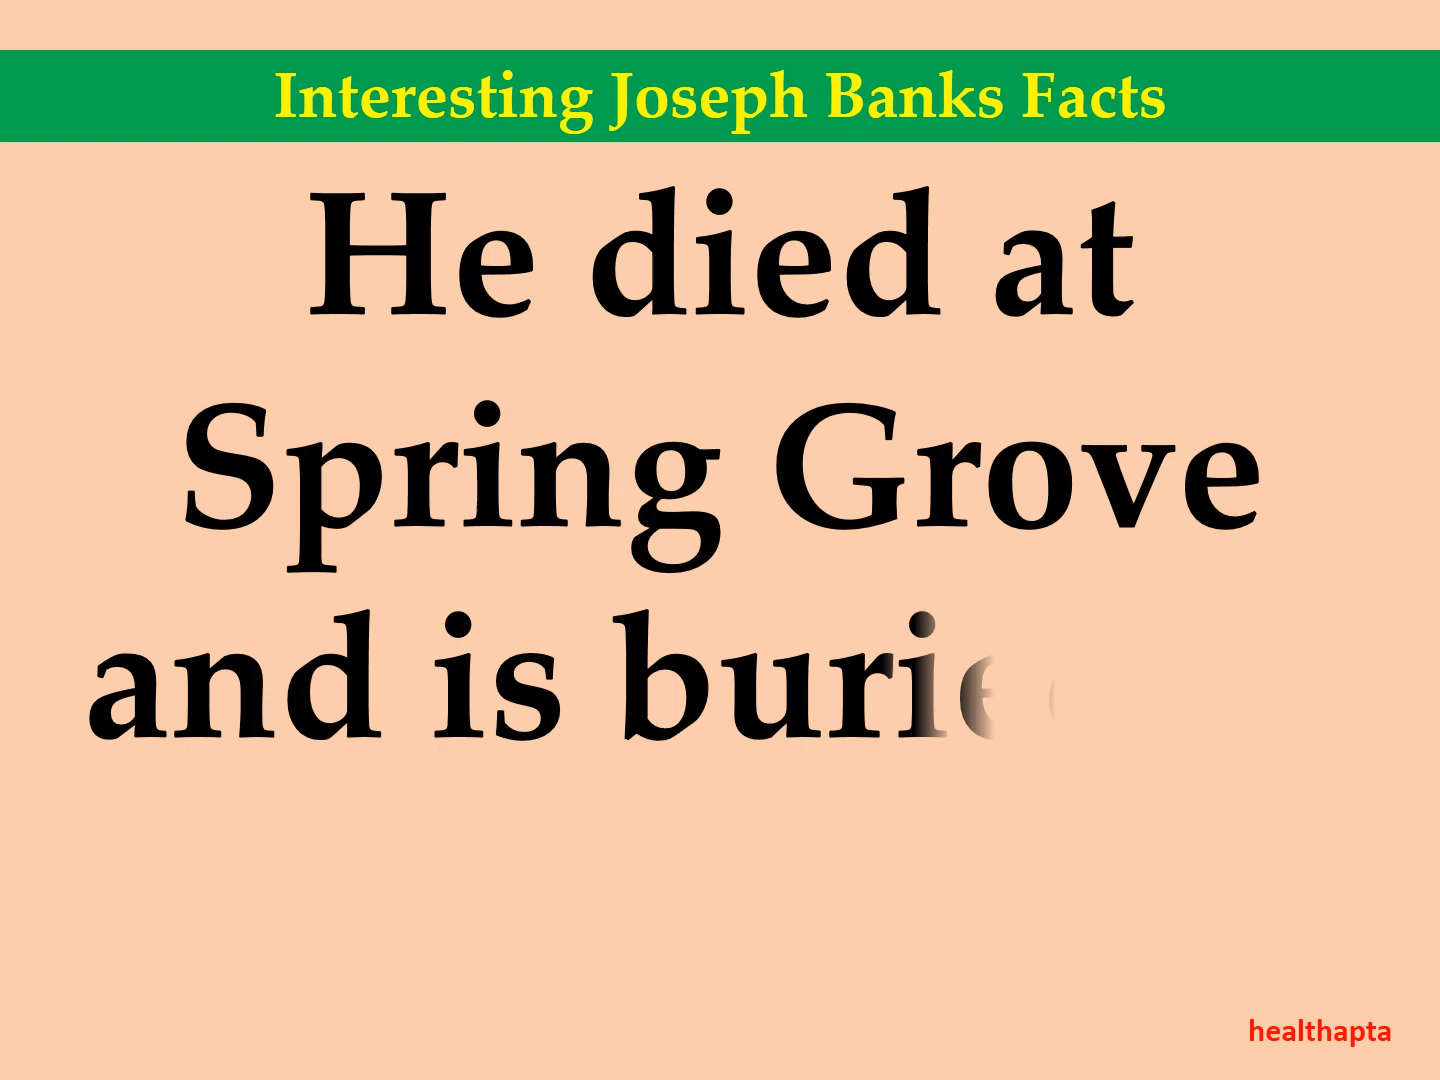 Interesting Joseph Banks Facts
He died at
Spring Grove
and is buri
healthapta